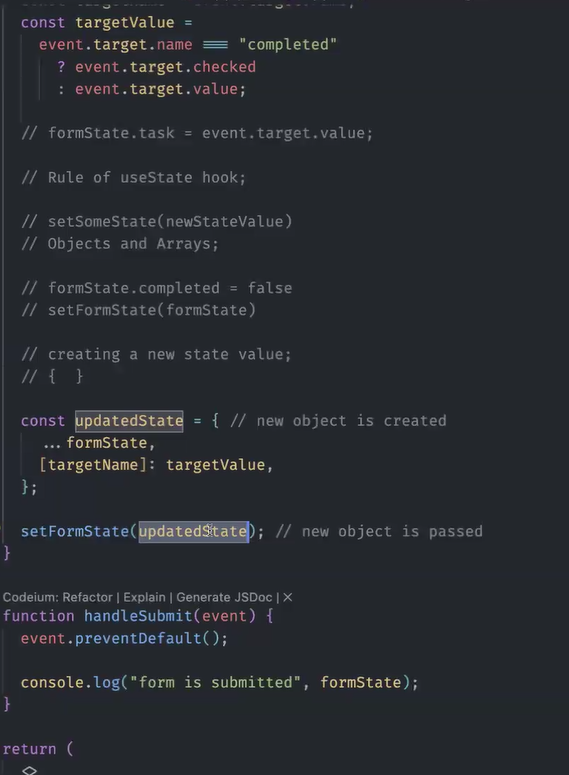 const targetValue =
event.target.name === "completed"
? event.target.checked
: event.target.value;
// formState.task = event.target.value;
// Rule of useState hook;
// setSomeState(newStateValue)
// Objects and Arrays;
// formState.completed = false
// setFormState(formState)
// creating a new state value;
// { }
const updatedState = { // new object is created
...formState,
[targetName]: targetValue,
};
setFormState(updatedState); // new object is passed
}
Codeium: Refactor | Explain | Generate JSDoc | ×
function handleSubmit(event) {
event.preventDefault();
console.log("form is submitted", formState);
}
return (
<>